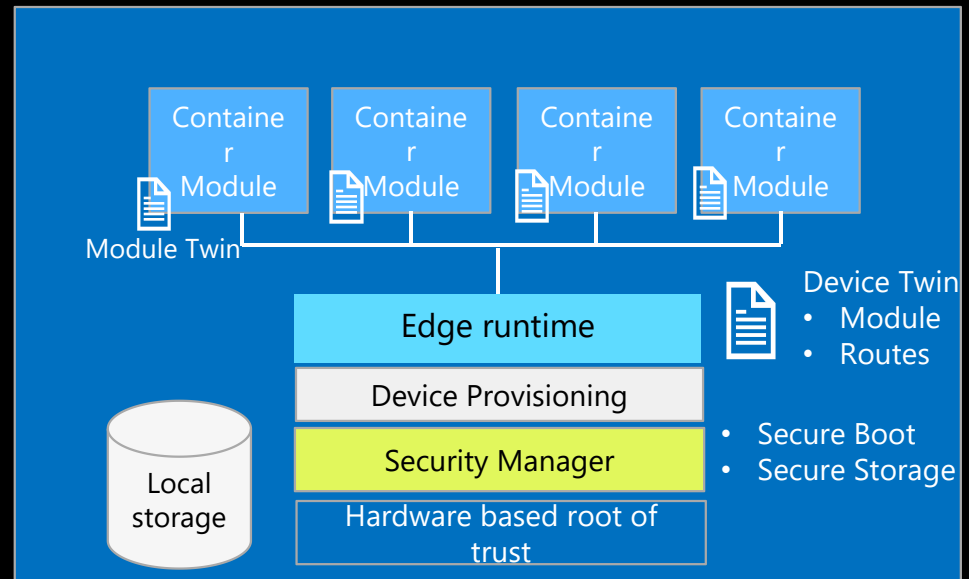 Containe
r
Module
Containe
r
Module
Containe
r
Module
Containe
r
Module
Module Twin
Edge runtime
Device Twin
• Module
• Routes
Device Provisioning
Security Manager
• Secure Boot
• Secure Storage
Local
storage
Hardware based root of
trust